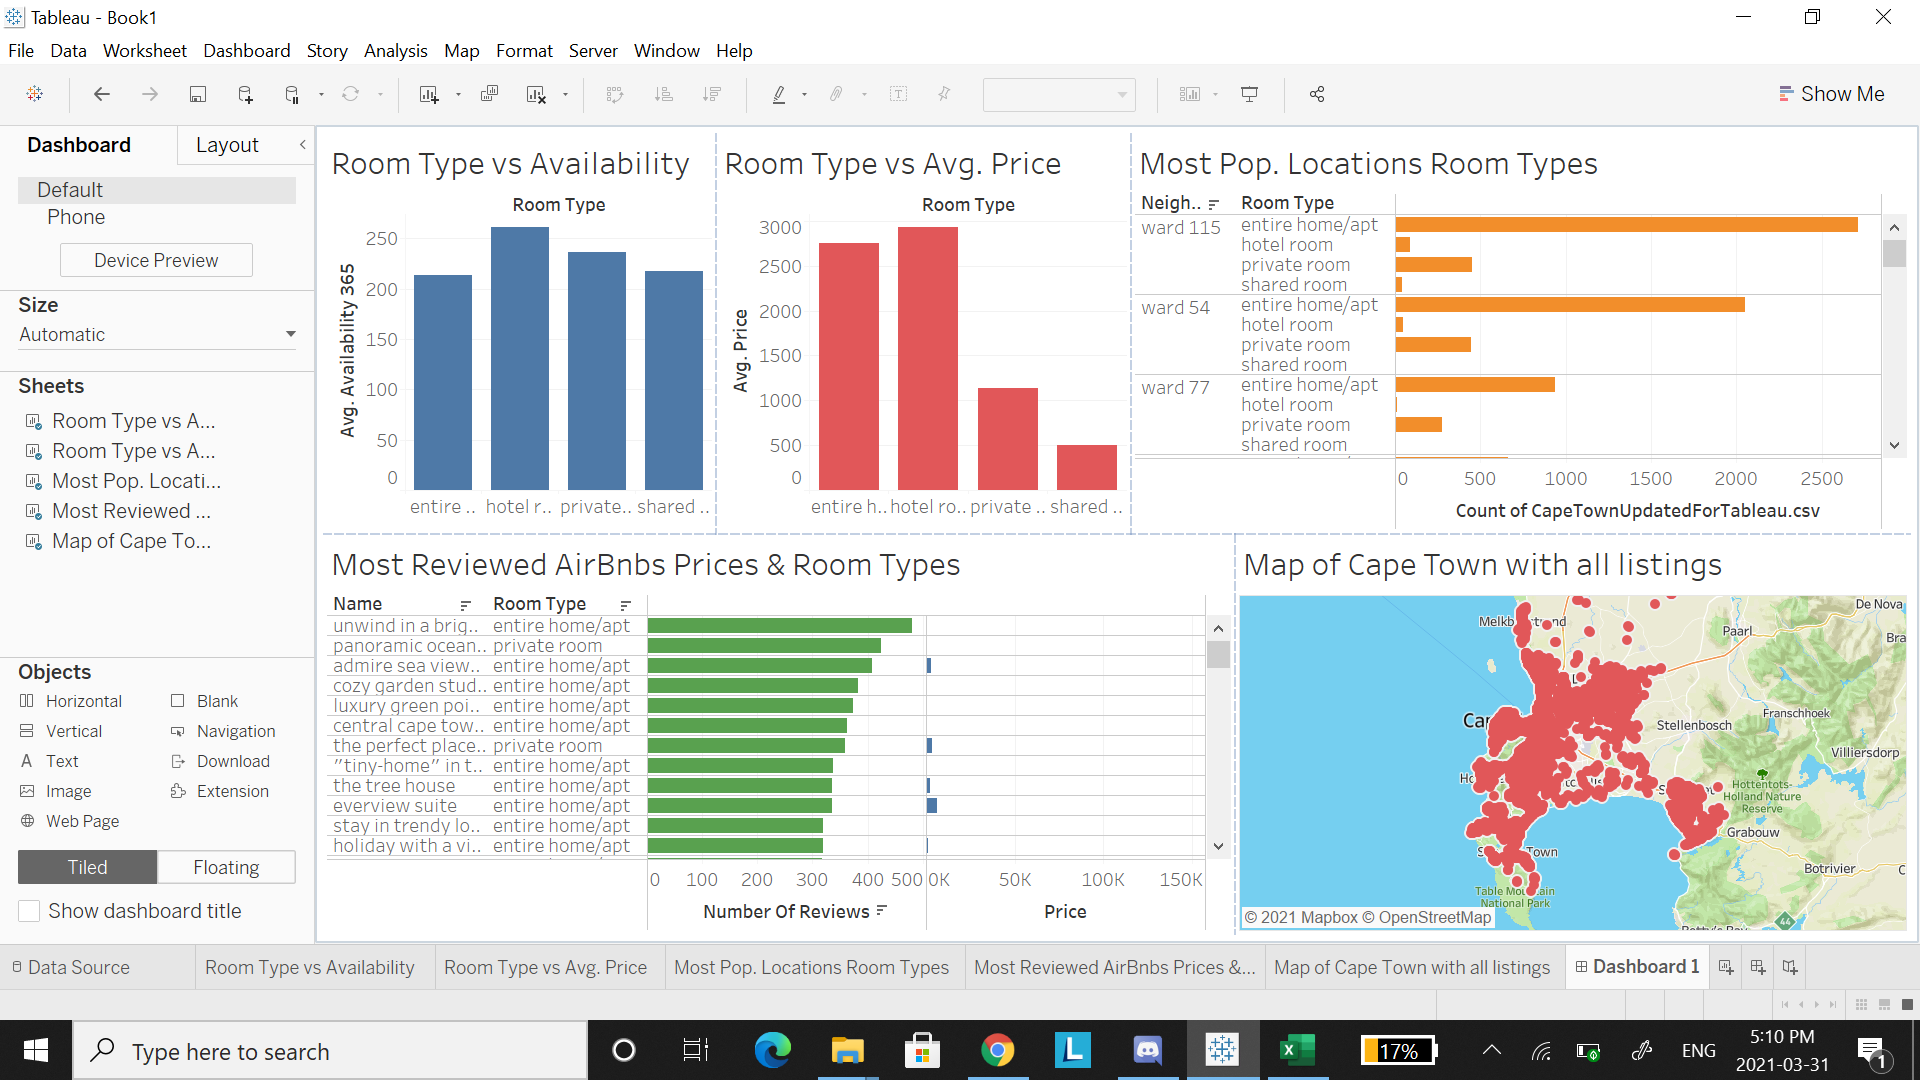 Tableau - Book1
File Data Worksheet Dashboard Story Analysis Map Format Server Window Help
Show Me
Dashboard
Layout
Default
Phone
Device Preview
Size
Automatic
Sheets
Room Type vs A...
Room Type vs A...
Most Pop. Locati...
Most Reviewed ...
Map of Cape To...
Objects
Horizontal
Blank
Vertical
Navigation
A Text
Download
Image
Extension
Web Page
Tiled
Floating
Show dashboard title
Room Type vs Availability
Room Type
Avg. Availability 365
250
200
150
100
50
0
entire .. hotel r.. private.. shared ..
Room Type vs Avg. Price
Room Type
Avg. Price
3000
2500
2000
1500
1000
500
0
entire h.. hotel ro.. private .. shared ..
Most Pop. Locations Room Types
Neigh.. Room Type
ward 115 entire home/apt
hotel room
private room
shared room
ward 54 entire home/apt
hotel room
private room
shared room
ward 77 entire home/apt
hotel room
private room
shared room
0 500 1000 1500 2000 2500
Count of CapeTownUpdatedForTableau.csv
Most Reviewed AirBnbs Prices & Room Types
Name Room Type
unwind in a brig.. entire home/apt
panoramic ocean.. private room
admire sea view.. entire home/apt
cozy garden stud.. entire home/apt
luxury green poi.. entire home/apt
central cape tow.. entire home/apt
the perfect place.. private room
"tiny-home" in t.. entire home/apt
the tree house entire home/apt
everview suite entire home/apt
stay in trendy lo.. entire home/apt
holiday with a vi.. entire home/apt
0 100 200 300 400 500 0K 50K 100K 150K
Number Of Reviews
Price
Map of Cape Town with all listings
De Nova
Paarl
Bra
Franschhoek
Stellenbosch
Villiersdorp
Hottentots-
Holland Nature
Reserve
Grabouw
Botrivier
C
Town
Table Mountain
National Park
44
© 2021 Mapbox © OpenStreetMap
Data Source
Room Type vs Availability
Room Type vs Avg. Price
Most Pop. Locations Room Types
Most Reviewed AirBnbs Prices &...
Map of Cape Town with all listings
Dashboard 1
Type here to search
L
17%
ENG
5:10 PM
2021-03-31
1